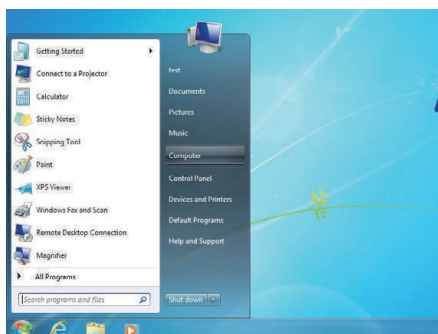 Getting Started
Connect to a Projector
Calculator
Sticky Notes
Snipping Tool
Paint
XPS Viewer
Windows Fax and Scan
Remote Desktop Connection
Magnifier
All Programs
Search programs and files
test
Documents
Pictures
Music
Computer
Control Panel
Devices and Printers
Default Programs
Help and Support
Shut down